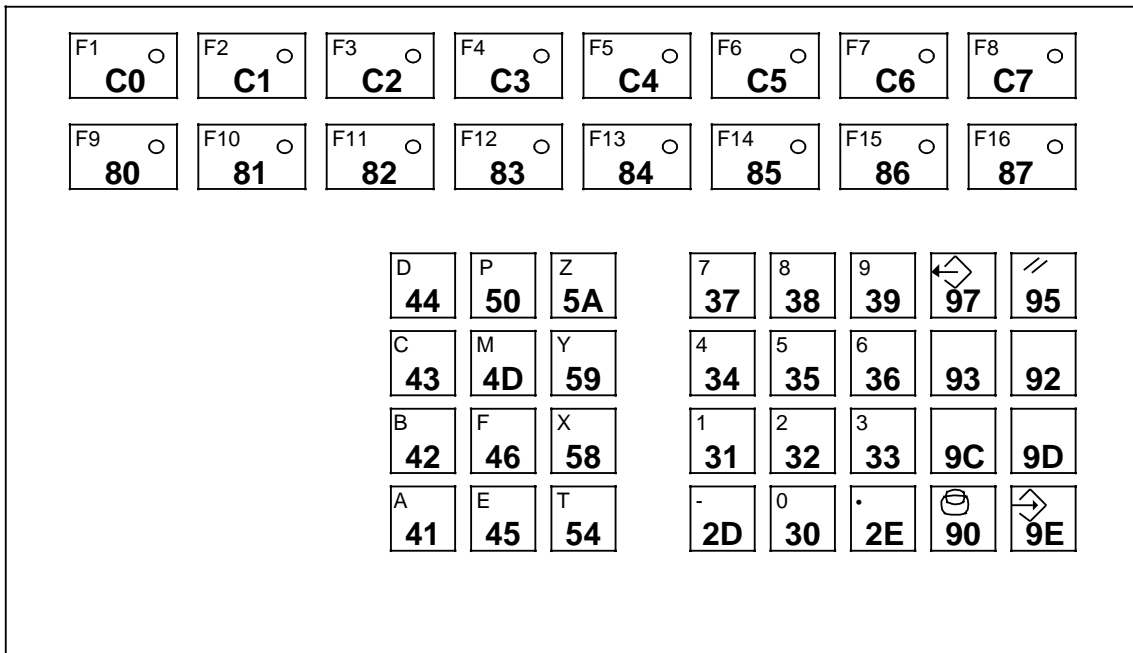 F1 F2 F3 F4 F5 F6 F7 F8
C0 C1 C2 C3 C4 C5 C6 C7
F9 F10 F11 F12 F13 F14 F15 F16
80 81 82 83 84 85 86 87
D P Z 7 8 9
44 50 5A 37 38 39 97 95
C M Y 4 5 6
43 4D 59 34 35 36 93 92
B F X 1 2 3
42 46 58 31 32 33 9C 9D
A E T - 0 .
41 45 54 2D 30 2E 90 9E